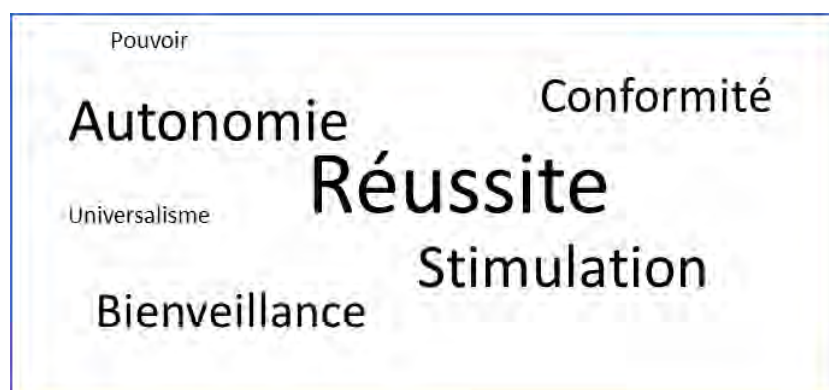 Pouvoir
Conformité
Autonomie
Réussite
Universalisme
Stimulation
Bienveillance